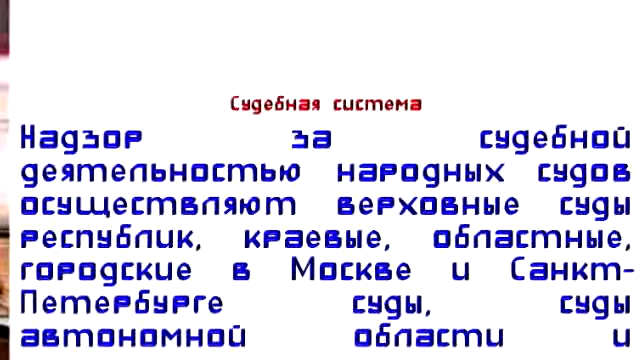 Судебная система
Надзор за судебной
деятельностью народных судов
осуществляют верховные суды
республик, краевые, областные,
городские в Москве и Санкт-
Петербурге суды, суды
автономной области и